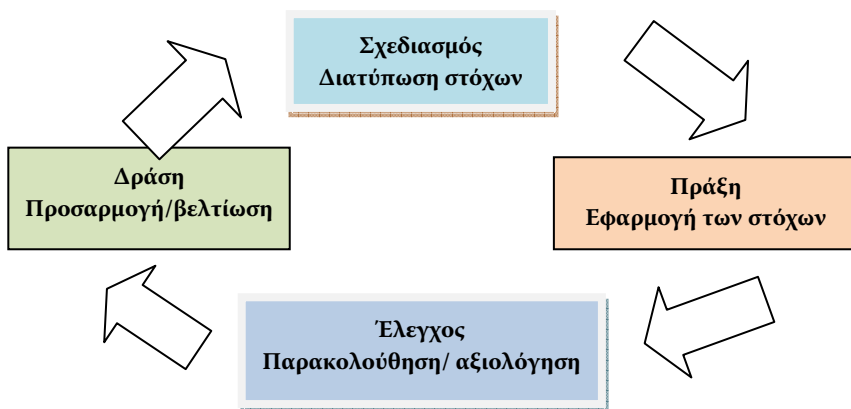 Σχεδιασμός
Διατύπωση στόχων
Δράση
Προσαρμογή/βελτίωση
Πράξη
Εφαρμογή των στόχων
Έλεγχος
Παρακολούθηση/ αξιολόγηση